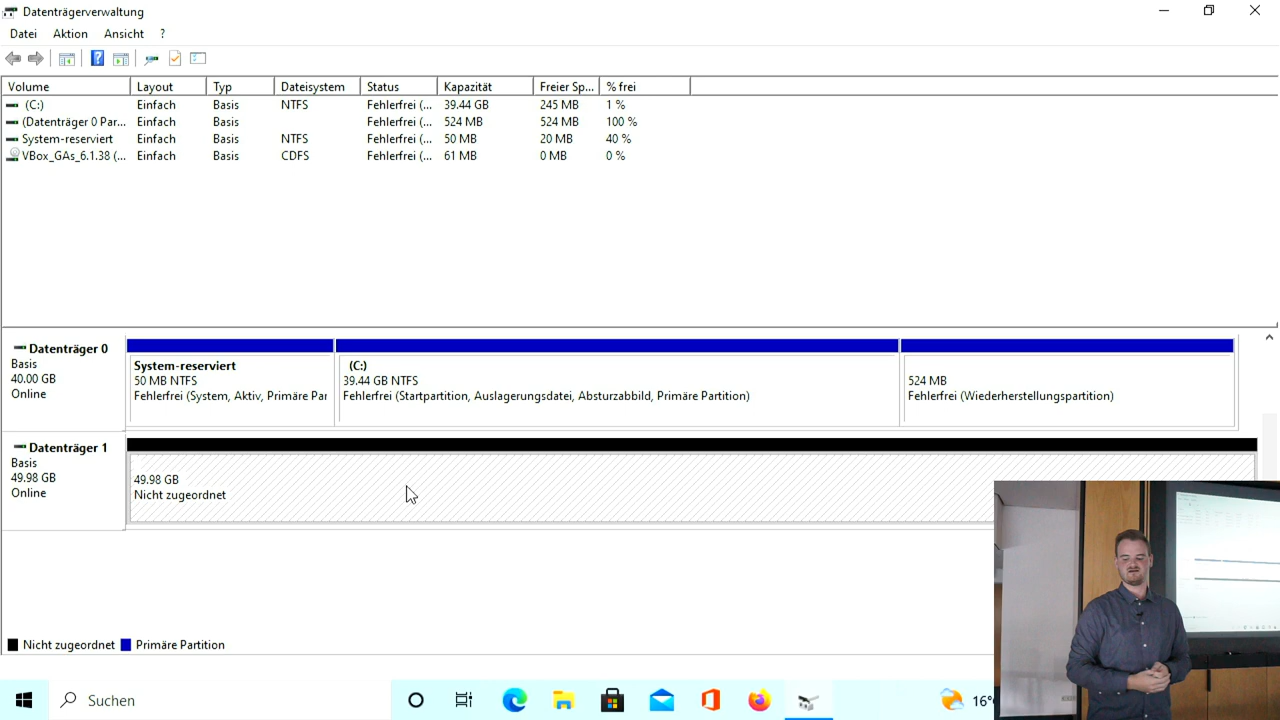 Datenträgerverwaltung
Datei Aktion Ansicht ?
Volume Layout Typ Dateisystem Status Kapazität Freier Sp... % frei
(C:) Einfach Basis NTFS Fehlerfrei (... 39.44 GB 245 MB 1 %
(Datenträger 0 Par... Einfach Basis Fehlerfrei (... 524 MB 524 MB 100 %
System-reserviert Einfach Basis NTFS Fehlerfrei (... 50 MB 20 MB 40 %
VBox_GAs_6.1.38 (... Einfach Basis CDFS Fehlerfrei (... 61 MB 0 MB 0 %
Datenträger 0
Basis
40.00 GB
Online
System-reserviert
50 MB NTFS
Fehlerfrei (System, Aktiv, Primäre Par
(C:)
39.44 GB NTFS
Fehlerfrei (Startpartition, Auslagerungsdatei, Absturzabbild, Primäre Partition)
524 MB
Fehlerfrei (Wiederherstellungspartition)
Datenträger 1
Basis
49.98 GB
Online
49.98 GB
Nicht zugeordnet
Nicht zugeordnet Primäre Partition
Suchen
16°